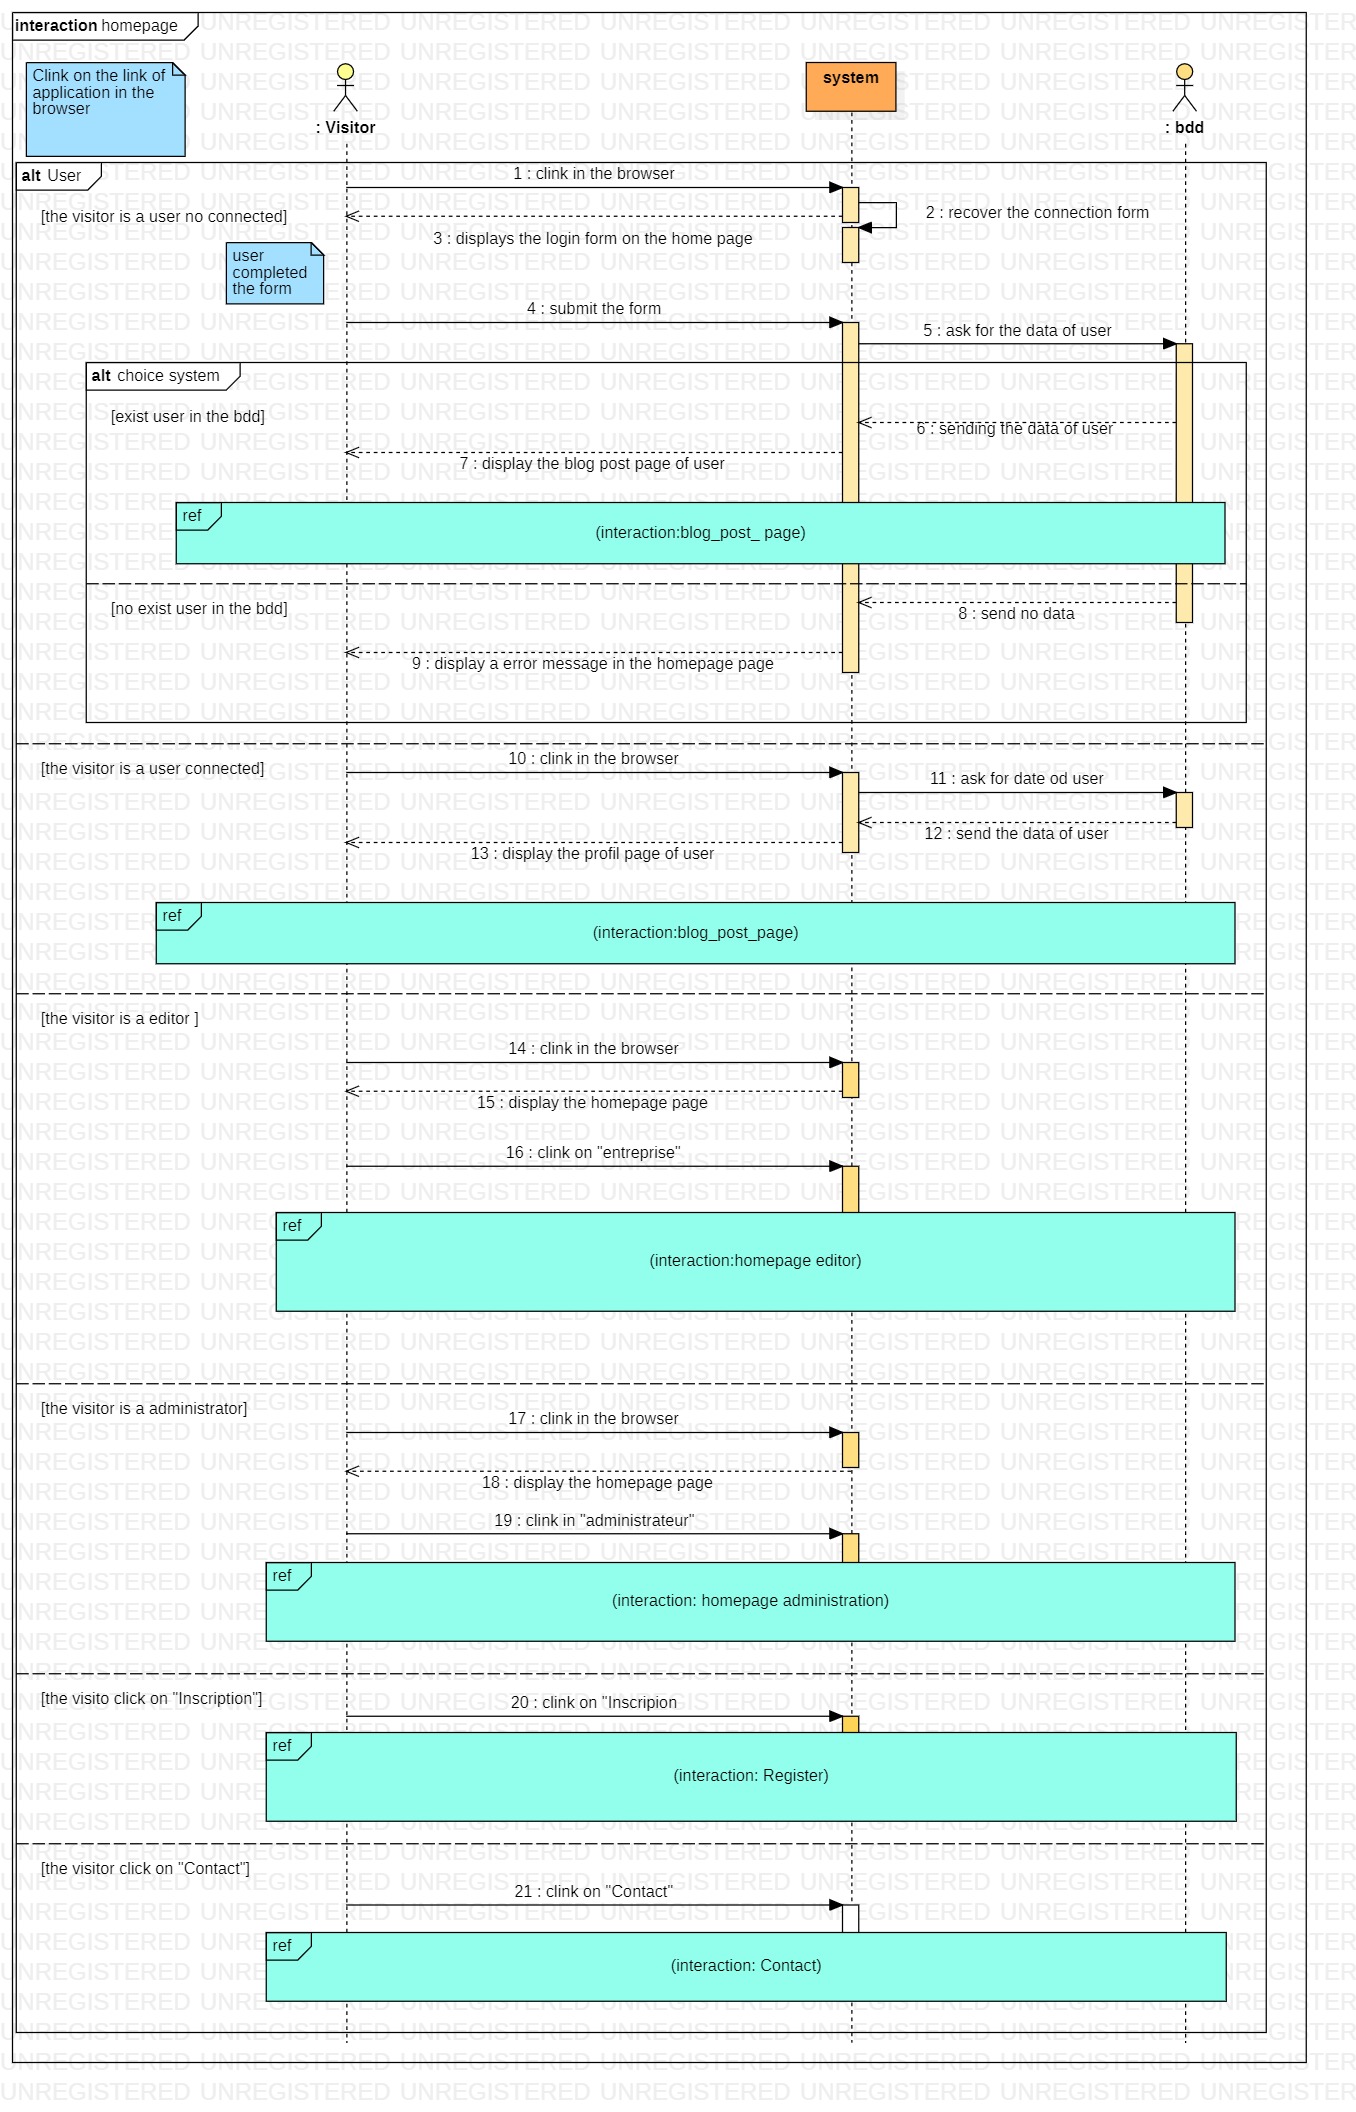 interaction homepage
Clink on the link of
application in the
browser
: Visitor
system
: bdd
alt User
1 : clink in the browser
[the visitor is a user no connected]
2 : recover the connection form
3 : displays the login form on the home page
user
completed
the form
4 : submit the form
5 : ask for the data of user
alt choice system
[exist user in the bdd]
6 : sending the data of user
7 : display the blog post page of user
ref
(interaction:blog_post_ page)
[no exist user in the bdd]
8 : send no data
9 : display a error message in the homepage page
[the visitor is a user connected]
10 : clink in the browser
11 : ask for date od user
12 : send the data of user
13 : display the profil page of user
ref
(interaction:blog_post_page)
[the visitor is a editor ]
14 : clink in the browser
15 : display the homepage page
16 : clink on "entreprise"
ref
(interaction:homepage editor)
[the visitor is a administrator]
17 : clink in the browser
18 : display the homepage page
19 : clink in "administrateur"
ref
(interaction: homepage administration)
[the visito click on "Inscription"]
20 : clink on "Inscripion
ref
(interaction: Register)
[the visitor click on "Contact"]
21 : clink on "Contact"
ref
(interaction: Contact)
UNREGISTERED UNREGISTERED UNREGISTERED UNREGISTERED UNREGISTERED UNREGISTERED UNREGISTER